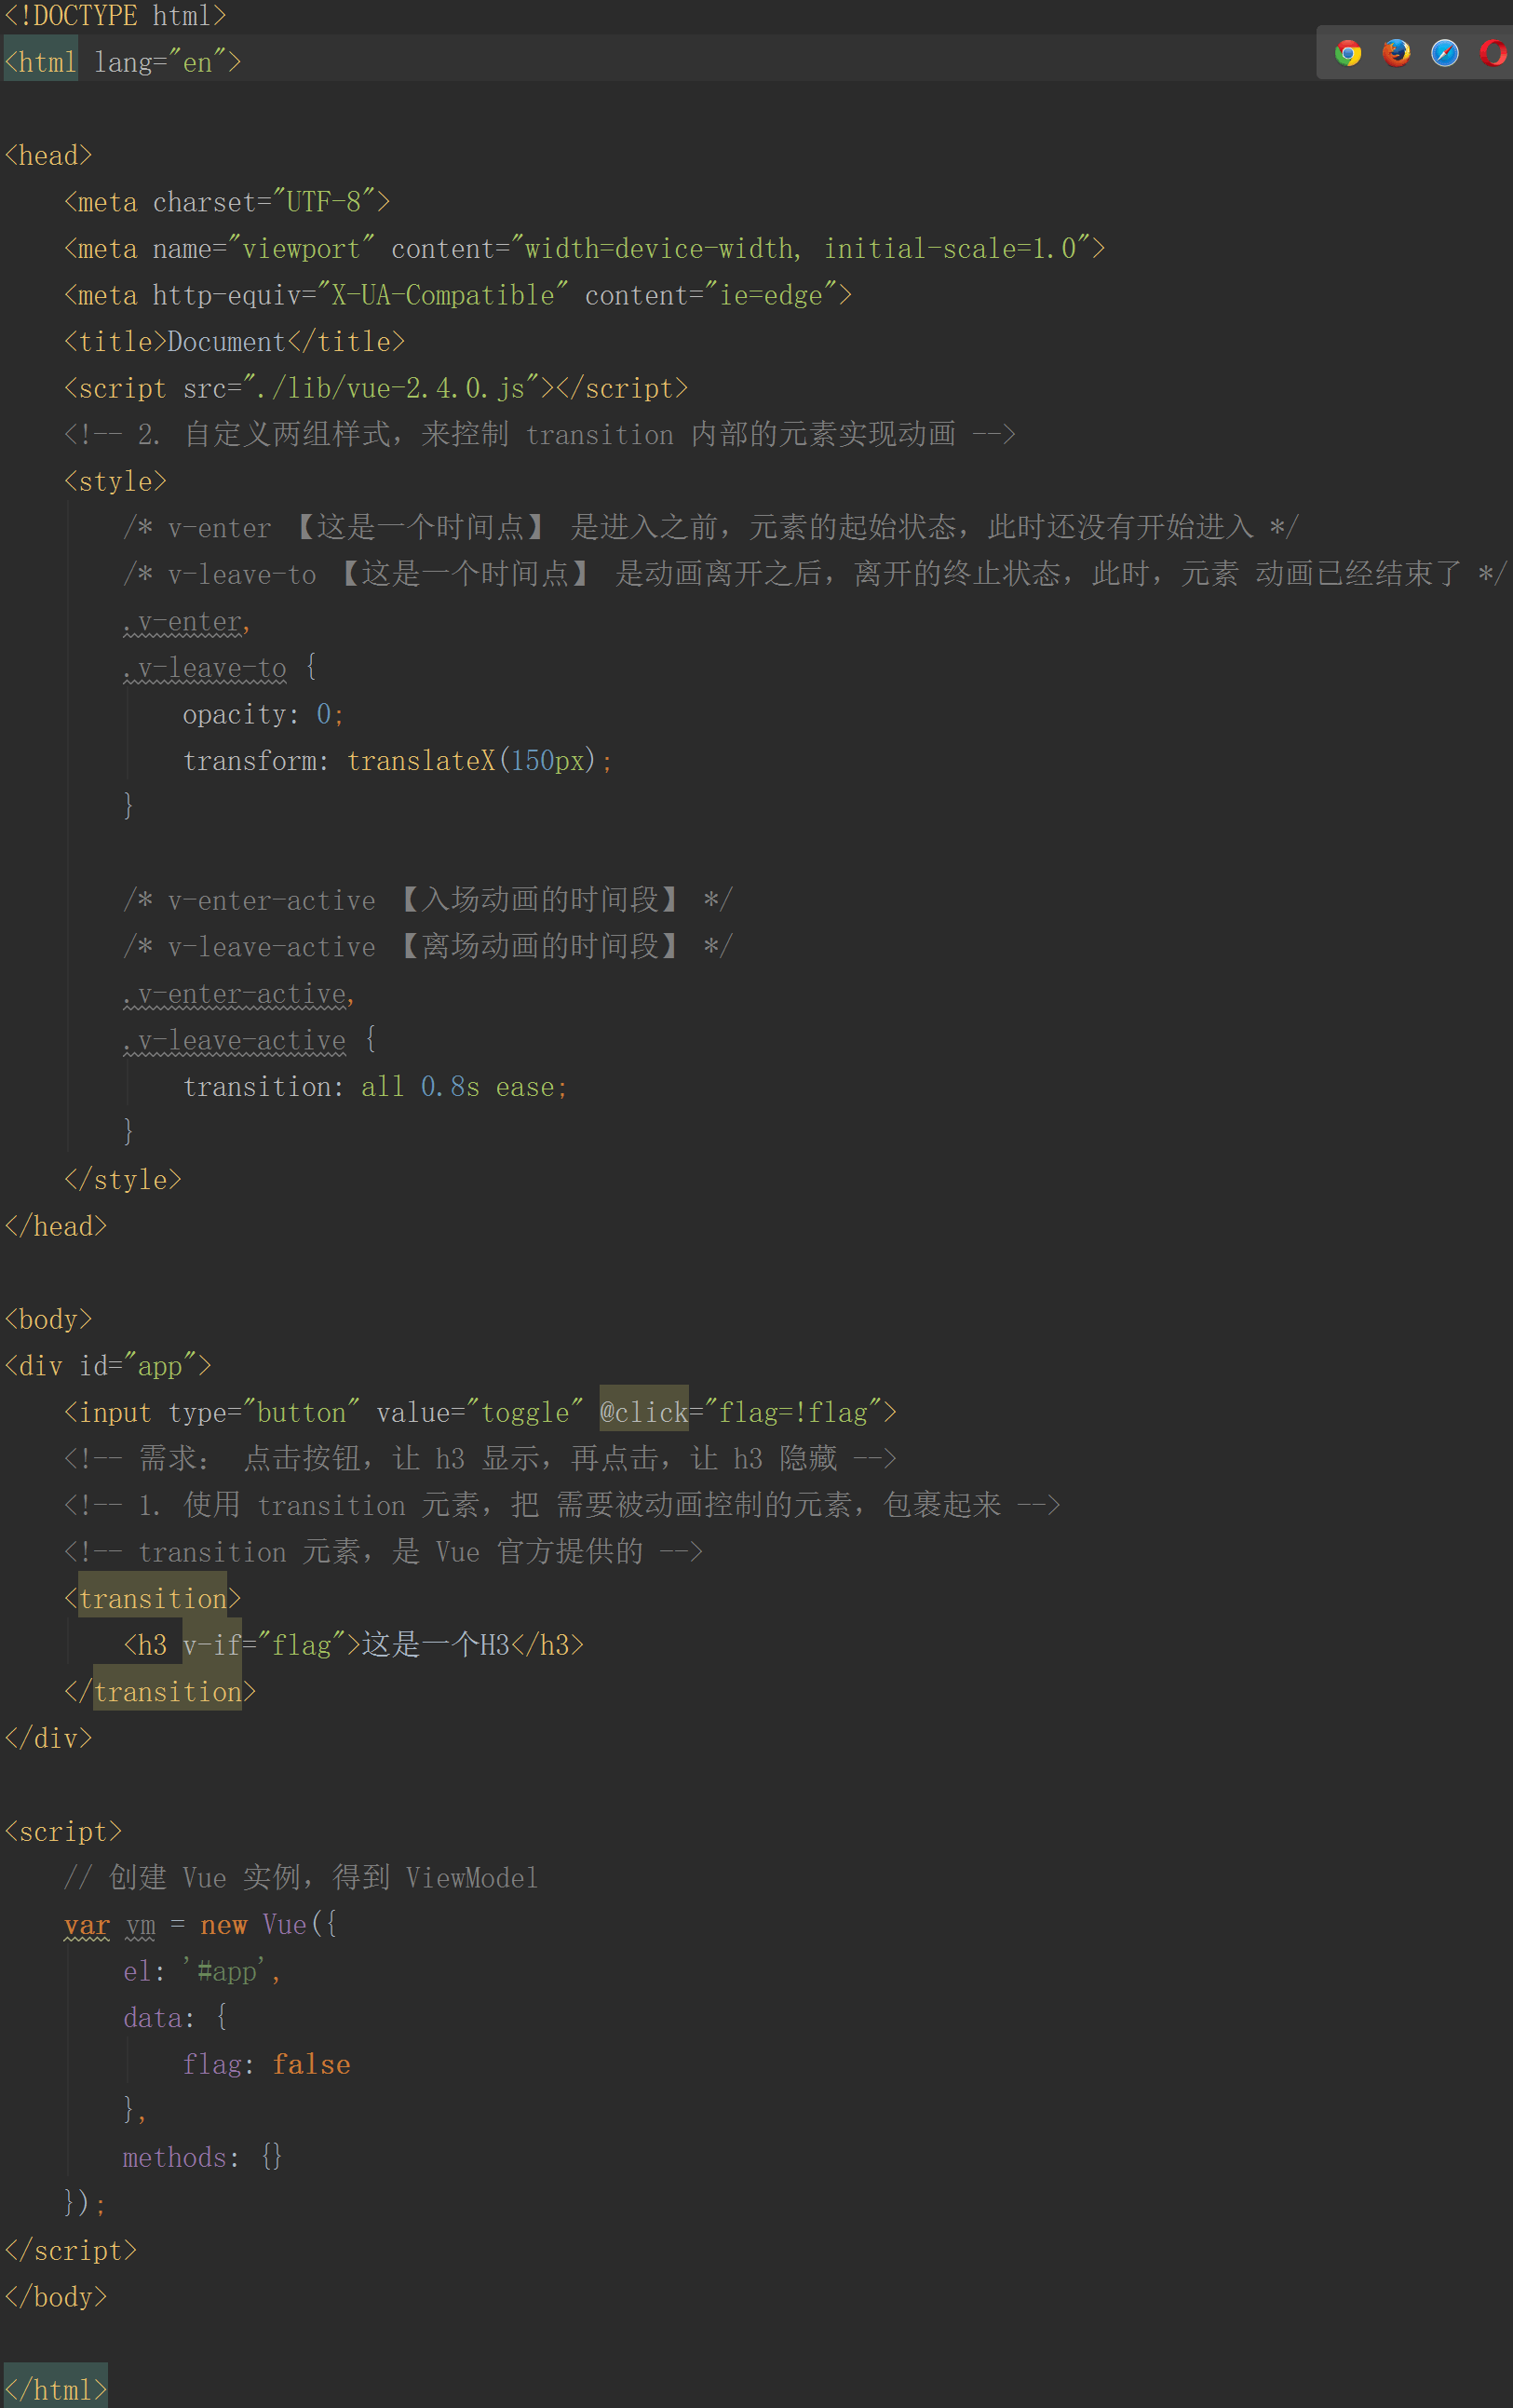 <!DOCTYPE html>
<html lang="en">
<head>
<meta charset="UTF-8">
<meta name="viewport" content="width=device-width, initial-scale=1.0">
<meta http-equiv="X-UA-Compatible" content="ie=edge">
<title>Document</title>
<script src="./lib/vue-2.4.0.js"></script>
<!-- 2. 自定义两组样式，来控制 transition 内部的元素实现动画 -->
<style>
/* v-enter 【这是一个时间点】 是进入之前，元素的起始状态，此时还没有开始进入 */
/* v-leave-to 【这是一个时间点】 是动画离开之后，离开的终止状态，此时，元素 动画已经结束了 */
.v-enter,
.v-leave-to {
opacity: 0;
transform: translateX(150px);
}
/* v-enter-active 【入场动画的时间段】 */
/* v-leave-active 【离场动画的时间段】 */
.v-enter-active,
.v-leave-active {
transition: all 0.8s ease;
}
</style>
</head>
<body>
<div id="app">
<input type="button" value="toggle" @click="flag=!flag">
<!-- 需求： 点击按钮，让 h3 显示，再点击，让 h3 隐藏 -->
<!-- 1. 使用 transition 元素，把 需要被动画控制的元素，包裹起来 -->
<!-- transition 元素，是 Vue 官方提供的 -->
<transition>
<h3 v-if="flag">这是一个H3</h3>
</transition>
</div>
<script>
// 创建 Vue 实例，得到 ViewModel
var vm = new Vue({
el: '#app',
data: {
flag: false
},
methods: {}
});
</script>
</body>
</html>